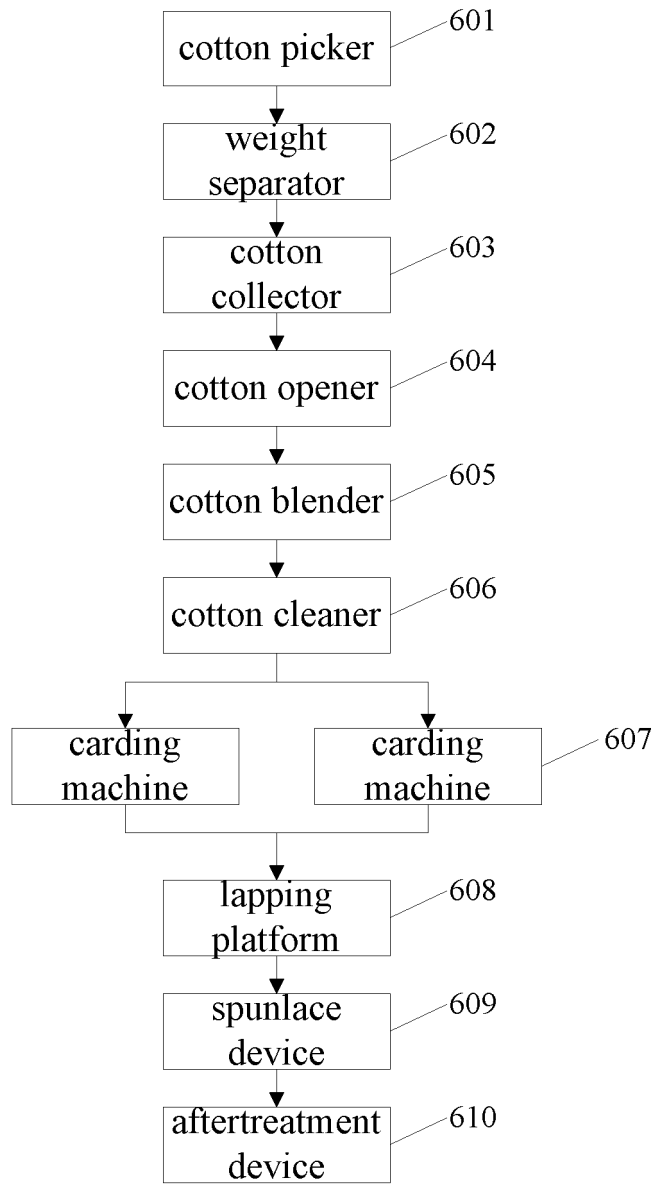 cotton picker
601
weight
separator
602
cotton
collector
603
cotton opener
604
cotton blender
605
cotton cleaner
606
carding
machine
carding
machine
607
lapping
platform
608
spunlace
device
609
aftertreatment
device
610